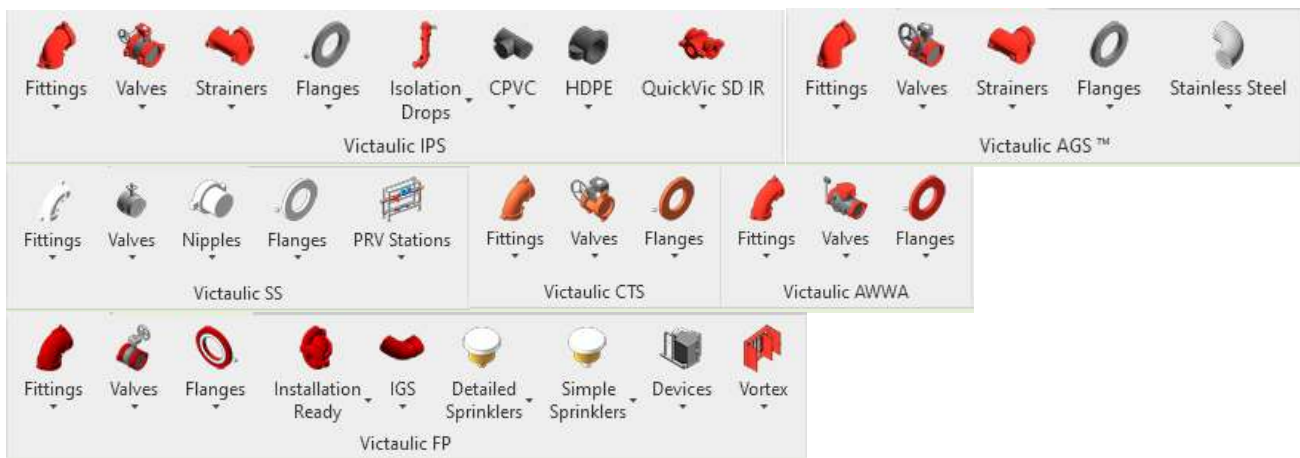 Fittings Valves Strainers Flanges Isolation Drops CPVC HDPE QuickVic SD IR
Victaulic IPS
Fittings Valves Strainers Flanges Stainless Steel
Victaulic AGS ™
Fittings Valves Nipples Flanges PRV Stations
Victaulic SS
Fittings Valves Flanges
Victaulic CTS
Fittings Valves Flanges
Victaulic AWWA
Fittings Valves Flanges Installation Ready IGS Detailed Sprinklers Simple Sprinklers Devices Vortex
Victaulic FP